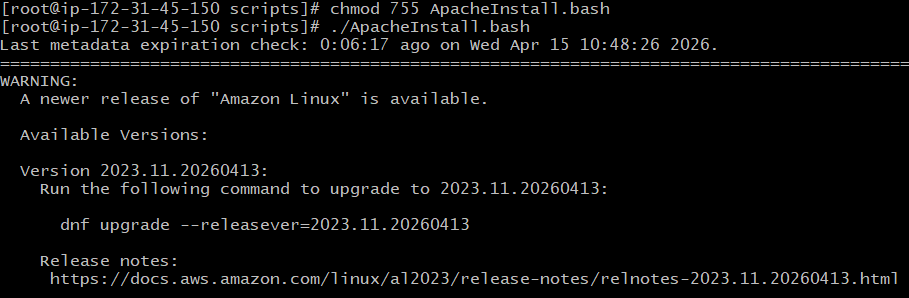 [root@ip-172-31-45-150 scripts]# chmod 755 ApacheInstall.bash
[root@ip-172-31-45-150 scripts]# ./ApacheInstall.bash
Last metadata expiration check: 0:06:17 ago on Wed Apr 15 10:48:26 2026.
===========================================================================================
WARNING:
  A newer release of "Amazon Linux" is available.

  Available Versions:

  Version 2023.11.20260413:
    Run the following command to upgrade to 2023.11.20260413:

      dnf upgrade --releasever=2023.11.20260413

    Release notes:
     https://docs.aws.amazon.com/linux/al2023/release-notes/relnotes-2023.11.20260413.html